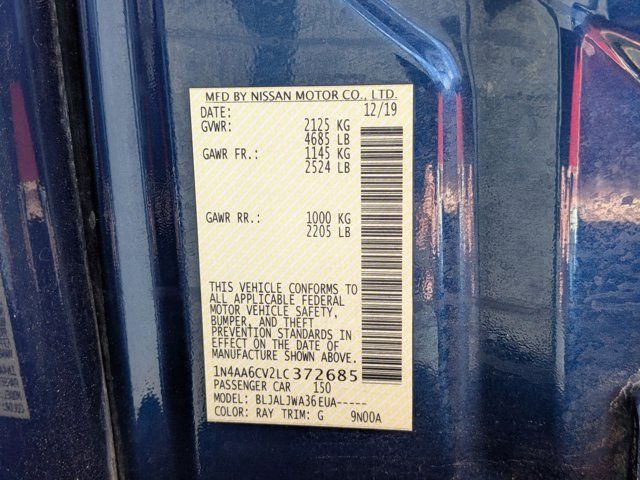 MFD BY NISSAN MOTOR CO., LTD.
DATE: 12/19
GVWR: 2125 KG
4685 LB
GAWR FR.: 1145 KG
2524 LB
GAWR RR.: 1000 KG
2205 LB
THIS VEHICLE CONFORMS TO
ALL APPLICABLE FEDERAL
MOTOR VEHICLE SAFETY,
BUMPER, AND THEFT
PREVENTION STANDARDS IN
EFFECT ON THE DATE OF
MANUFACTURE SHOWN ABOVE.
1N4AA6CV2LC372685
PASSENGER CAR 150
MODEL: BLJALJWA36EUA-----
COLOR: RAY TRIM: G 9N00A